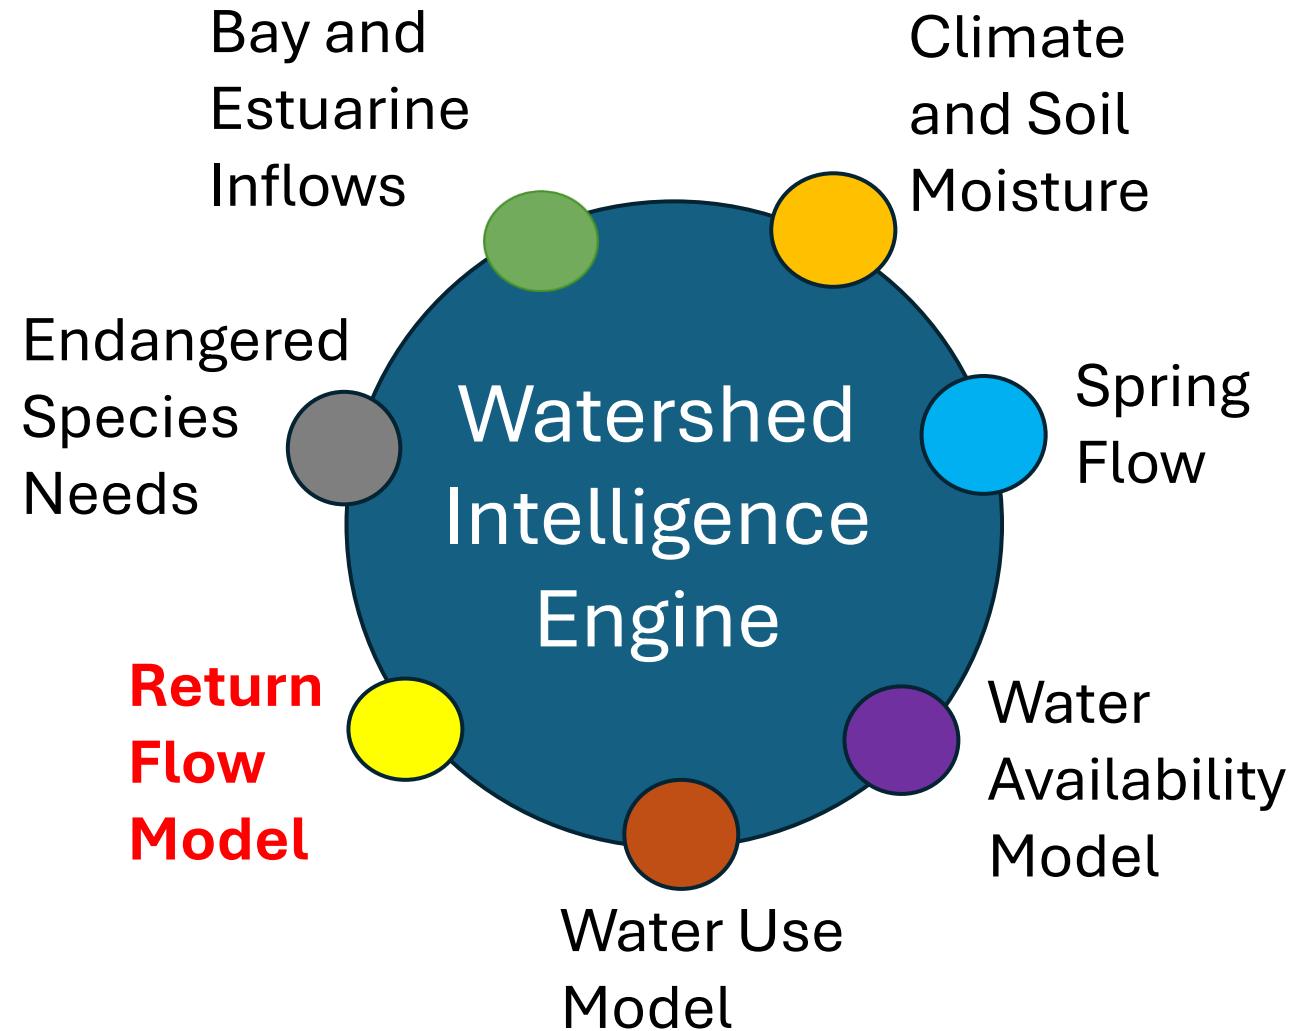 Bay and
Estuarine
Inflows
Climate
and Soil
Moisture
Endangered
Species
Needs
Watershed
Intelligence
Engine
Spring
Flow
Return
Flow
Model
Water
Availability
Model
Water Use
Model